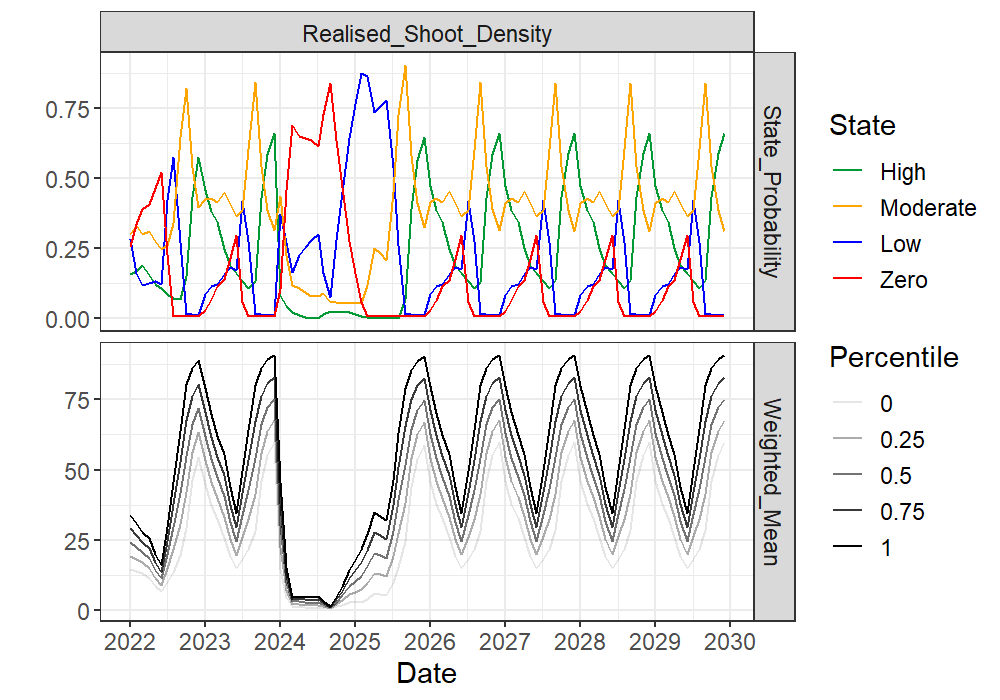 Realised_Shoot_Density
State_Probability
0.75
0.50
0.25
0.00
Weighted_Mean
75
50
25
0
2022 2023 2024 2025 2026 2027 2028 2029 2030
Date
State
High
Moderate
Low
Zero
Percentile
0
0.25
0.5
0.75
1